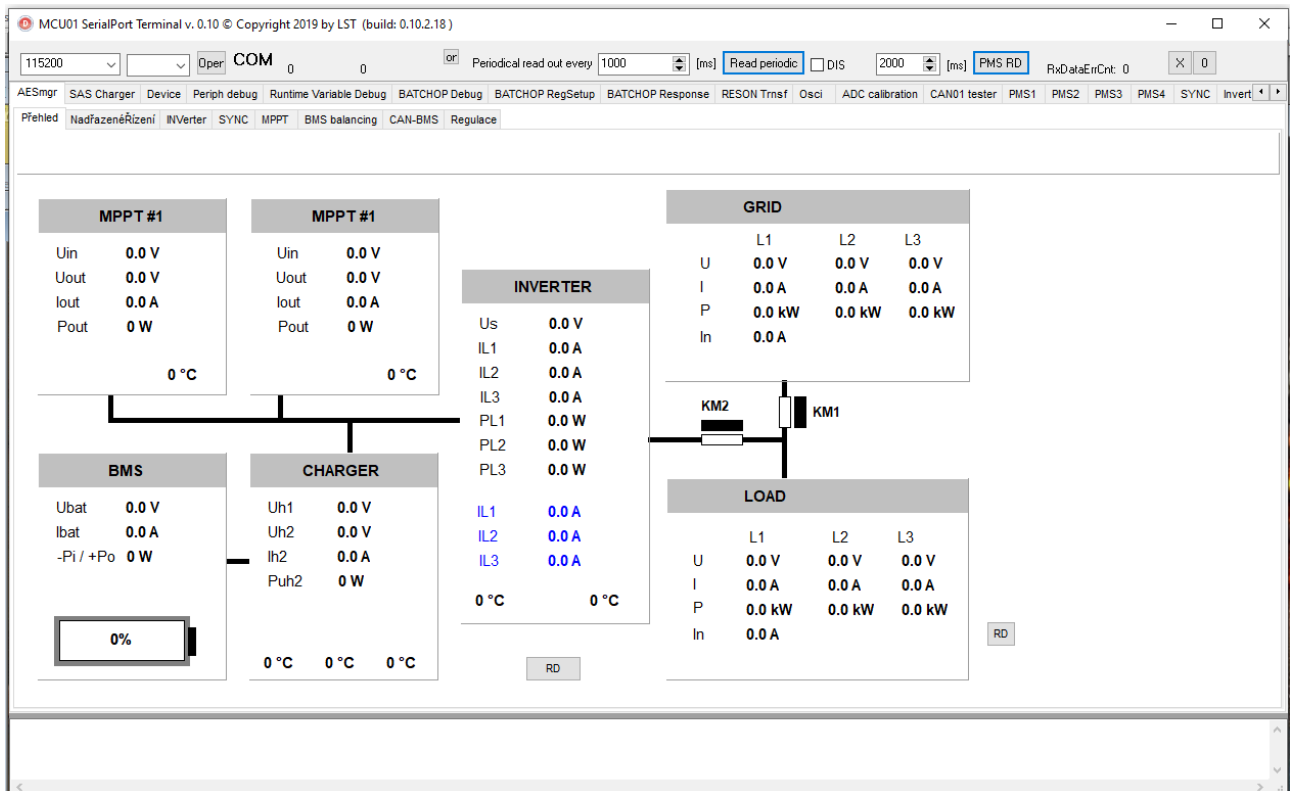 MCU01 SerialPort Terminal v. 0.10 © Copyright 2019 by LST (build: 0.10.2.18 )
115200 Oper COM 0 0 or Periodical read out every 1000 [ms] Read periodic DIS 2000 [ms] PMS RD RxDataErrCnt: 0 X 0
AESmgr SAS Charger Device Periph debug Runtime Variable Debug BATCHOP Debug BATCHOP RegSetup BATCHOP Response RESON Trnsf Osci ADC calibration CAN01 tester PMS1 PMS2 PMS3 PMS4 SYNC Invert
Přehled NadřazenéŘízení INVerter SYNC MPPT BMS balancing CAN-BMS Regulace
MPPT #1
Uin 0.0 V
Uout 0.0 V
Iout 0.0 A
Pout 0 W
0 °C
MPPT #1
Uin 0.0 V
Uout 0.0 V
Iout 0.0 A
Pout 0 W
0 °C
INVERTER
Us 0.0 V
IL1 0.0 A
IL2 0.0 A
IL3 0.0 A
PL1 0.0 W
PL2 0.0 W
PL3 0.0 W
IL1 0.0 A
IL2 0.0 A
IL3 0.0 A
0 °C 0 °C
RD
GRID
L1 L2 L3
U 0.0 V 0.0 V 0.0 V
I 0.0 A 0.0 A 0.0 A
P 0.0 kW 0.0 kW 0.0 kW
In 0.0 A
KM2
KM1
BMS
Ubat 0.0 V
Ibat 0.0 A
-Pi / +Po 0 W
0%
CHARGER
Uh1 0.0 V
Uh2 0.0 V
Ih2 0.0 A
Puh2 0 W
0 °C 0 °C 0 °C
LOAD
L1 L2 L3
U 0.0 V 0.0 V 0.0 V
I 0.0 A 0.0 A 0.0 A
P 0.0 kW 0.0 kW 0.0 kW
In 0.0 A
RD